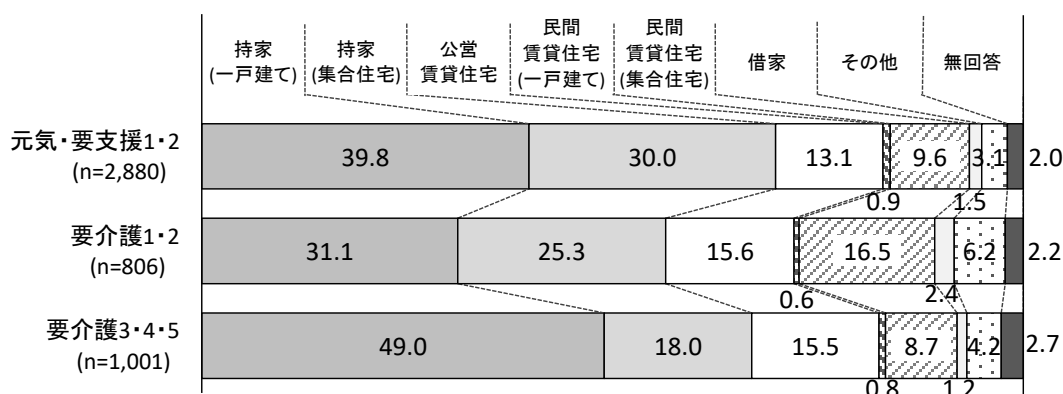 持家
(一戸建て)
持家
(集合住宅)
公営
賃貸住宅
民間
賃貸住宅
(一戸建て)
民間
賃貸住宅
(集合住宅)
借家
その他
無回答
元気・要支援1・2
(n=2,880)
39.8
30.0
13.1
0.9
9.6
1.5
3.1
2.0
要介護1・2
(n=806)
31.1
25.3
15.6
0.6
16.5
2.4
6.2
2.2
要介護3・4・5
(n=1,001)
49.0
18.0
15.5
0.8
8.7
1.2
4.2
2.7